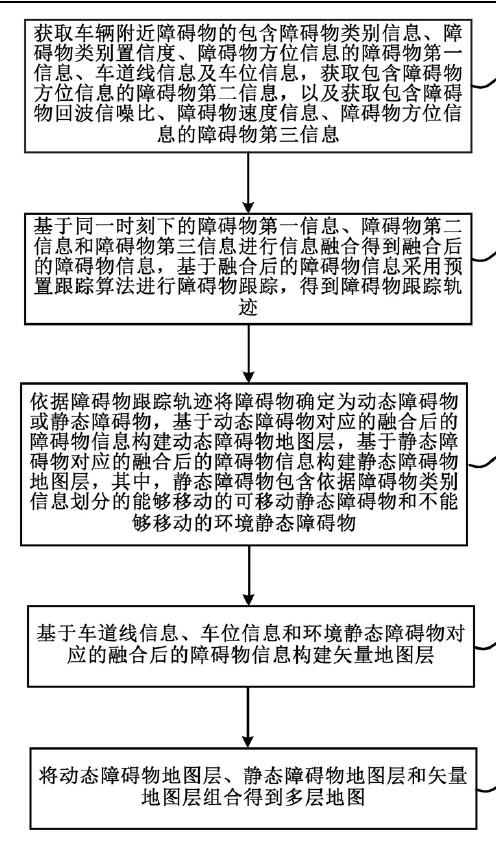 获取车辆附近障碍物的包含障碍物类别信息、障
碍物类别置信度、障碍物方位信息的障碍物第一
信息、车道线信息及车位信息，获取包含障碍物
方位信息的障碍物第二信息，以及获取包含障碍
物回波信噪比、障碍物速度信息、障碍物方位信
息的障碍物第三信息
基于同一时刻下的障碍物第一信息、障碍物第二
信息和障碍物第三信息进行信息融合得到融合后
的障碍物信息，基于融合后的障碍物信息采用预
置跟踪算法进行障碍物跟踪，得到障碍物跟踪轨
迹
依据障碍物跟踪轨迹将障碍物确定为动态障碍物
或静态障碍物，基于动态障碍物对应的融合后的
障碍物信息构建动态障碍物地图层，基于静态障
碍物对应的融合后的障碍物信息构建静态障碍物
地图层，其中，静态障碍物包含依据障碍物类别
信息划分的能够移动的可移动静态障碍物和不能
够移动的环境静态障碍物
基于车道线信息、车位信息和环境静态障碍物对
应的融合后的障碍物信息构建矢量地图层
将动态障碍物地图层、静态障碍物地图层和矢量
地图层组合得到多层地图